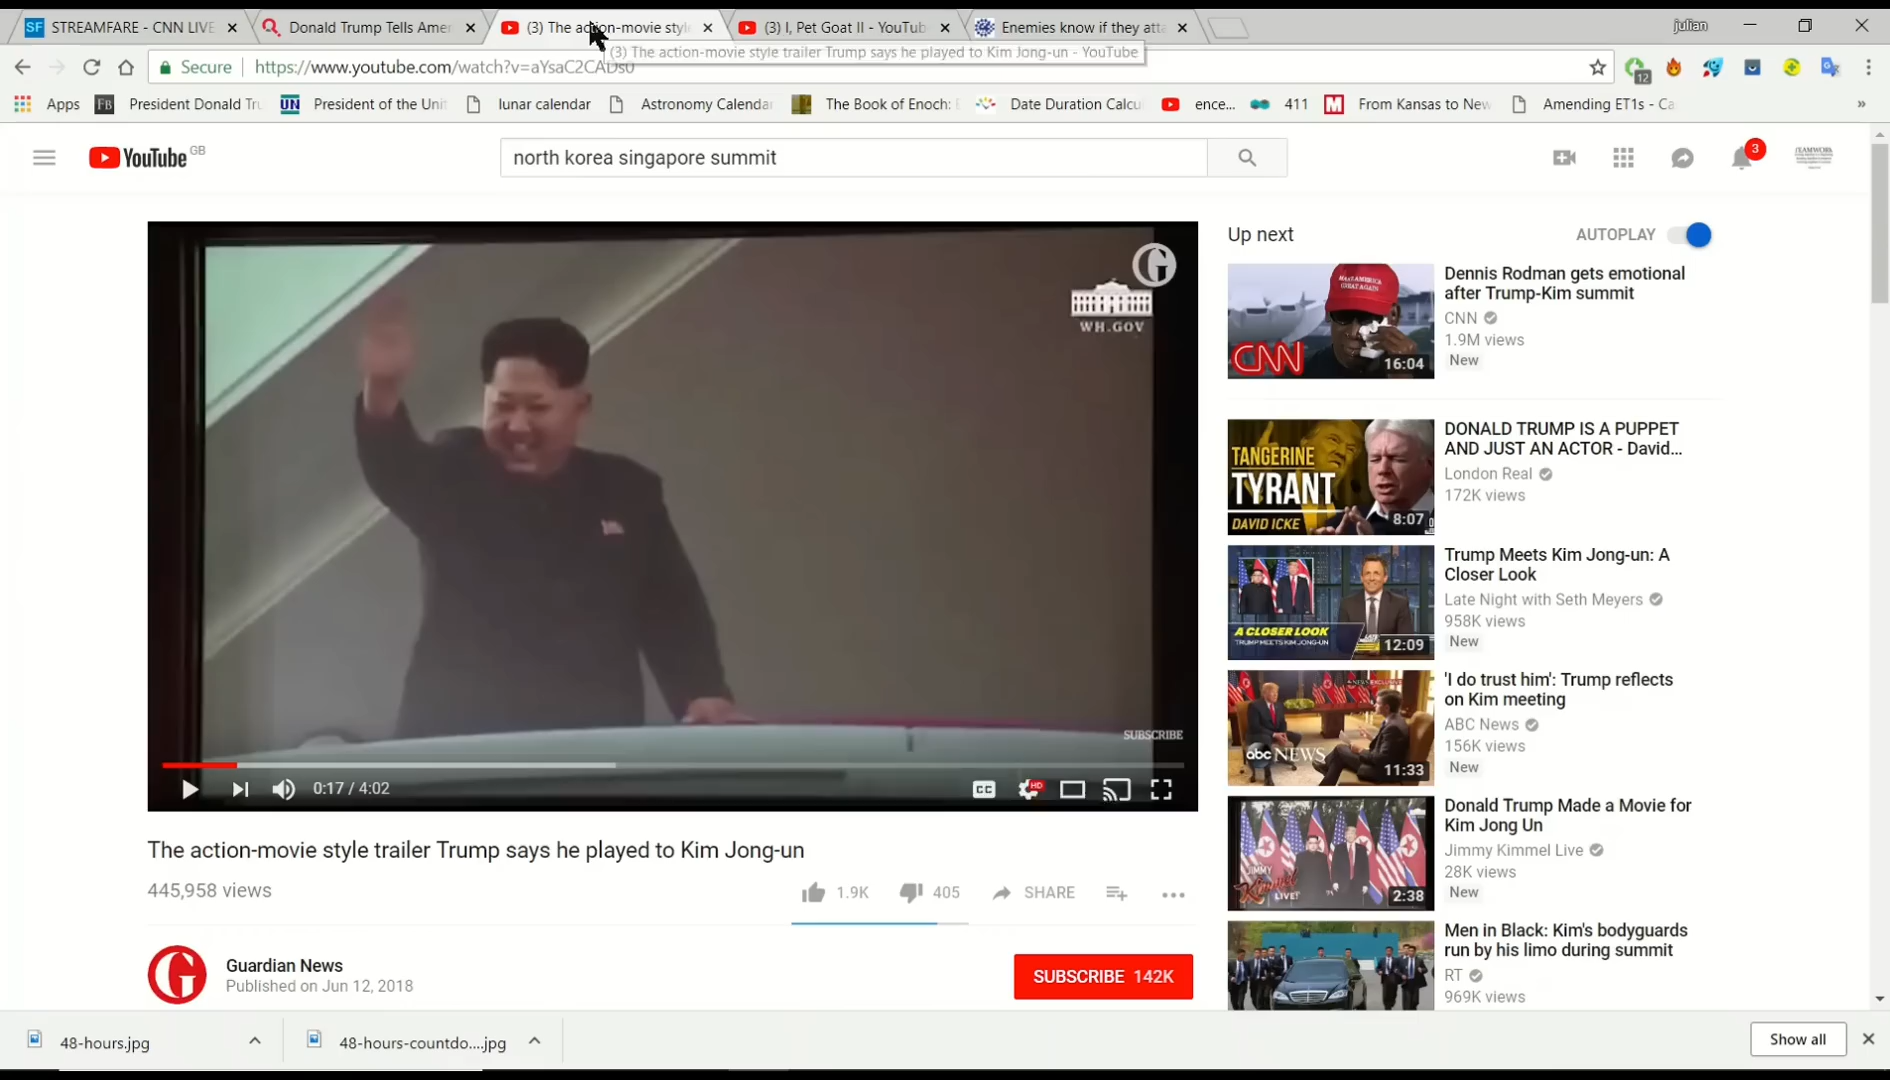 STREAMFARE - CNN LIVE
Donald Trump Tells Amer
(3) The action-movie styl
(3) I, Pet Goat II - YouTub
Enemies know if they atta
julian
(3) The action-movie style trailer Trump says he played to Kim Jong-un - YouTube
Secure
https://www.youtube.com/watch?v=aYsaC2CADs0
12
Apps
President Donald Tru
President of the Unit
lunar calendar
Astronomy Calendar
The Book of Enoch:
Date Duration Calcu
ence...
411
From Kansas to New
Amending ET1s - Ca
YouTube GB
north korea singapore summit
3
WH.GOV
SUBSCRIBE
0:17 / 4:02
CC
HD
The action-movie style trailer Trump says he played to Kim Jong-un
445,958 views
1.9K
405
SHARE
Guardian News
Published on Jun 12, 2018
SUBSCRIBE 142K
Up next
AUTOPLAY
CNN
16:04
Dennis Rodman gets emotional
after Trump-Kim summit
CNN
1.9M views
New
TANGERINE
TYRANT
DAVID ICKE
8:07
DONALD TRUMP IS A PUPPET
AND JUST AN ACTOR - David...
London Real
172K views
A CLOSER LOOK
TRUMP MEETS KIM JONG-UN
12:09
Trump Meets Kim Jong-un: A
Closer Look
Late Night with Seth Meyers
958K views
New
abc NEWS
11:33
'I do trust him': Trump reflects
on Kim meeting
ABC News
156K views
New
JIMMY
KIMMEL
LIVE!
2:38
Donald Trump Made a Movie for
Kim Jong Un
Jimmy Kimmel Live
28K views
New
Men in Black: Kim's bodyguards
run by his limo during summit
RT
969K views
48-hours.jpg
48-hours-countdo....jpg
Show all